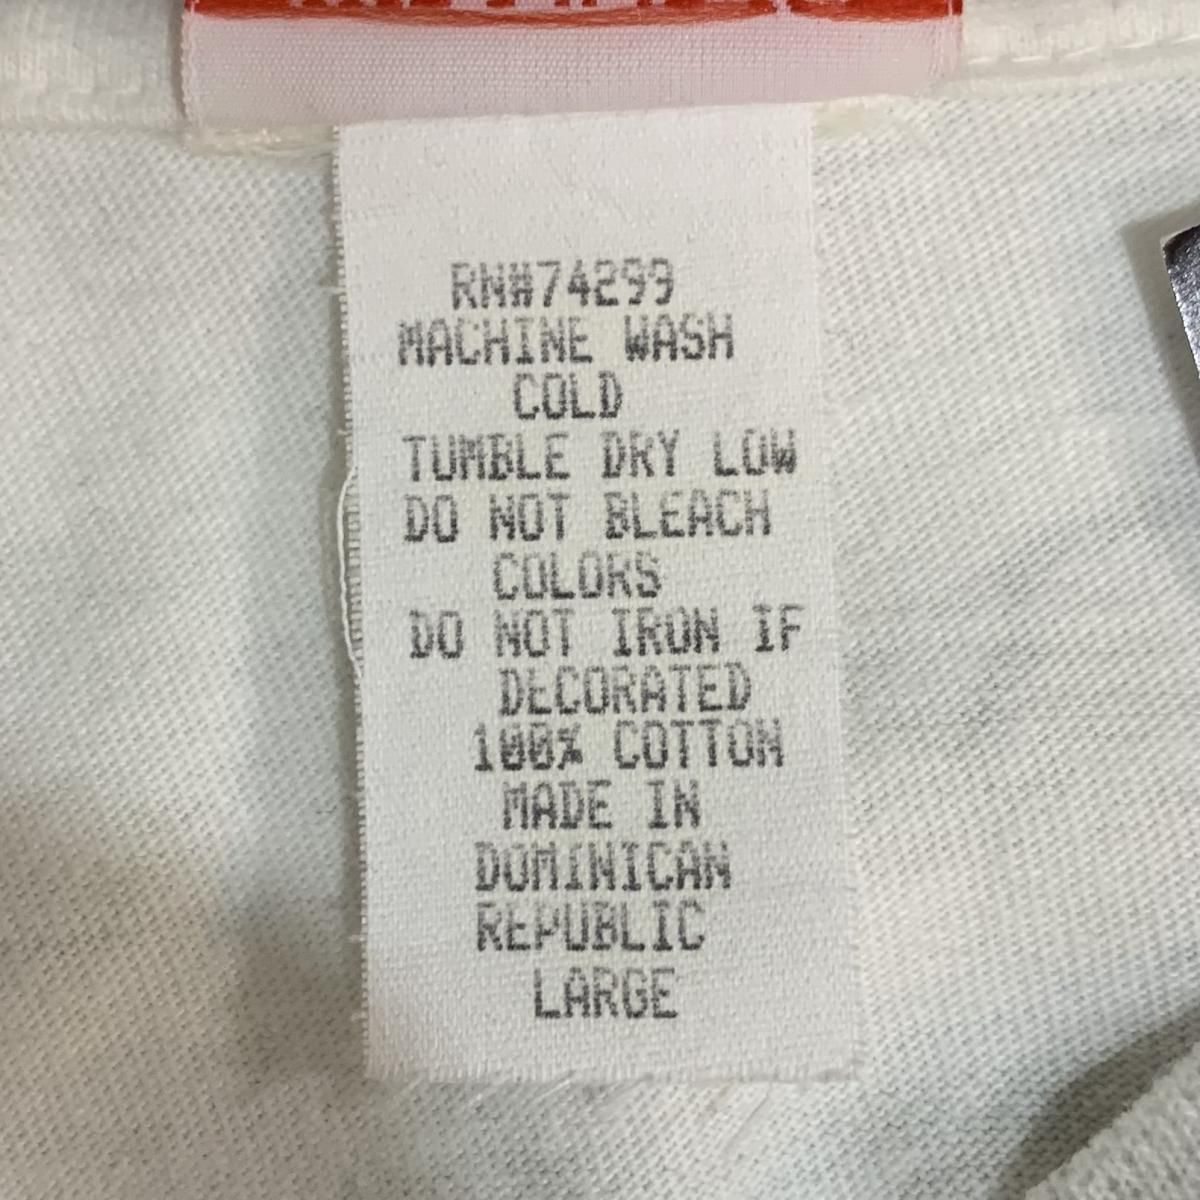 RN#74299
MACHINE WASH
COLD
TUMBLE DRY LOW
DO NOT BLEACH
COLORS
DO NOT IRON IF
DECORATED
100% COTTON
MADE IN
DOMINICAN
REPUBLIC
LARGE